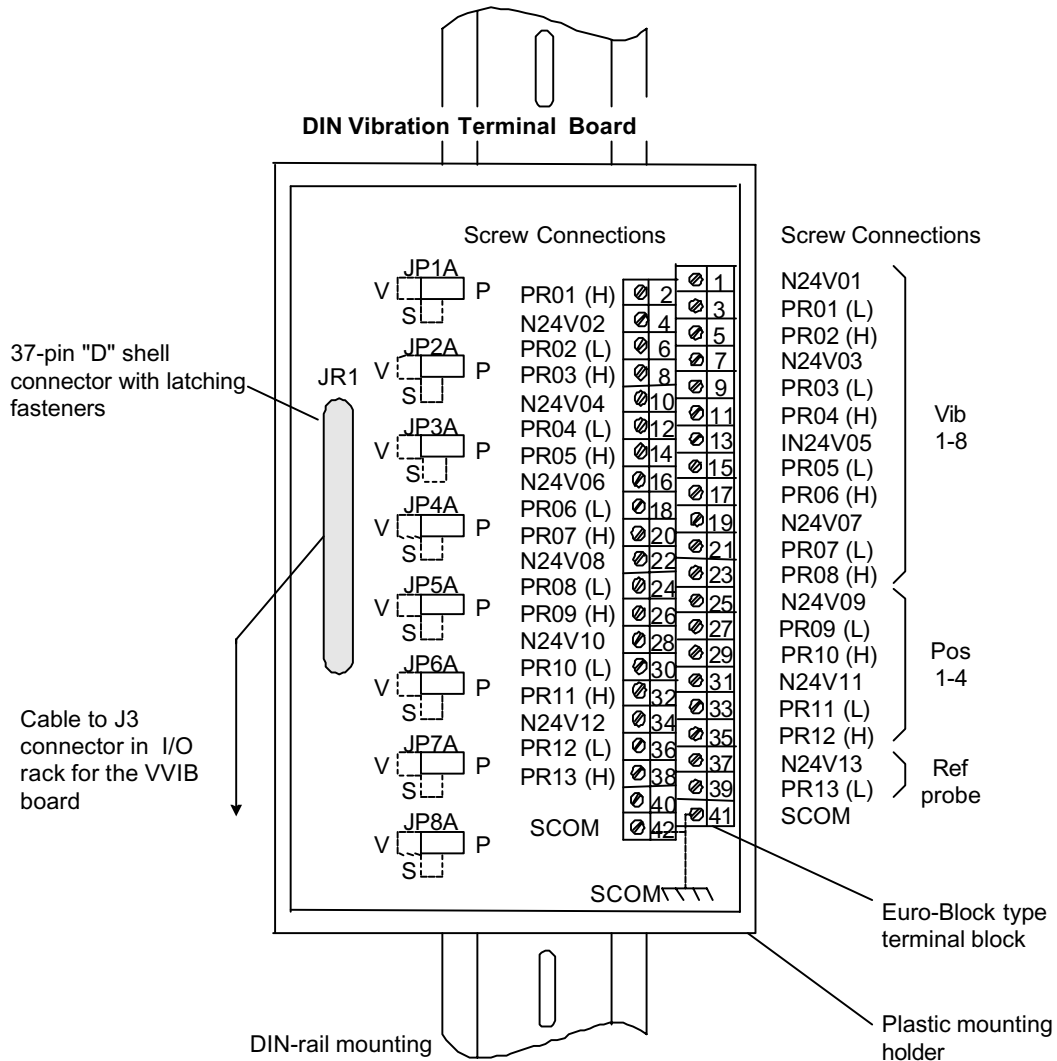 DIN Vibration Terminal Board
Screw Connections
Screw Connections
37-pin "D" shell
connector with latching
fasteners
JR1
Cable to J3
connector in I/O
rack for the VVIB
board
JP1A
V P
S
JP2A
V P
S
JP3A
V P
S
JP4A
V P
S
JP5A
V P
S
JP6A
V P
S
JP7A
V P
S
JP8A
V P
S
PR01 (H) 2
N24V02 4
PR02 (L) 6
PR03 (H) 8
N24V04 10
PR04 (L) 12
PR05 (H) 14
N24V06 16
PR06 (L) 18
PR07 (H) 20
N24V08 22
PR08 (L) 24
PR09 (H) 26
N24V10 28
PR10 (L) 30
PR11 (H) 32
N24V12 34
PR12 (L) 36
PR13 (H) 38
40
SCOM 42
1 N24V01
3 PR01 (L)
5 PR02 (H)
7 N24V03
9 PR03 (L)
11 PR04 (H)
13 IN24V05
15 PR05 (L)
17 PR06 (H)
19 N24V07
21 PR07 (L)
23 PR08 (H)
25 N24V09
27 PR09 (L)
29 PR10 (H)
31 N24V11
33 PR11 (L)
35 PR12 (H)
37 N24V13
39 PR13 (L)
41 SCOM
Vib
1-8
Pos
1-4
Ref
probe
SCOM
Euro-Block type
terminal block
Plastic mounting
holder
DIN-rail mounting